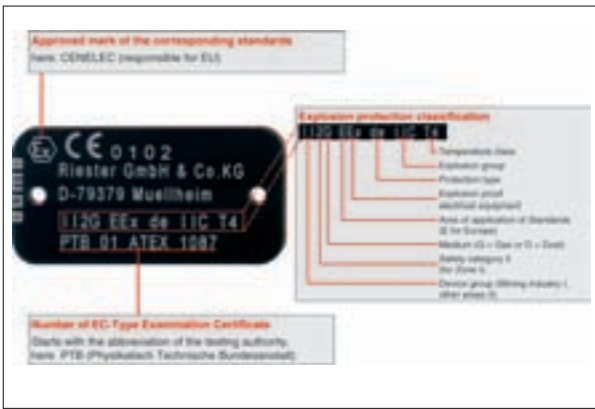 Approved mark of the corresponding standards
here: CENELEC (responsible for EU)
Ex CE 0102
Riester GmbH & Co.KG
D-79379 Muellheim
II2G EEx de IIC T4
PTB 01 ATEX 1087
Explosion protection classification
II2G EEx de IIC T4
Temperature class
Explosion group
Protection type
Explosion proof
electrical equipment
Area of application of Standards
(E for Europe)
Medium (G = Gas or D = Dust)
Safety category
(for Zone
Device group (Mining industry I,
other areas II)
Number of EC-Type Examination Certificate
Starts with the abbreviation of the testing authority,
here: PTB (Physikalisch Technische Bundesanstalt)